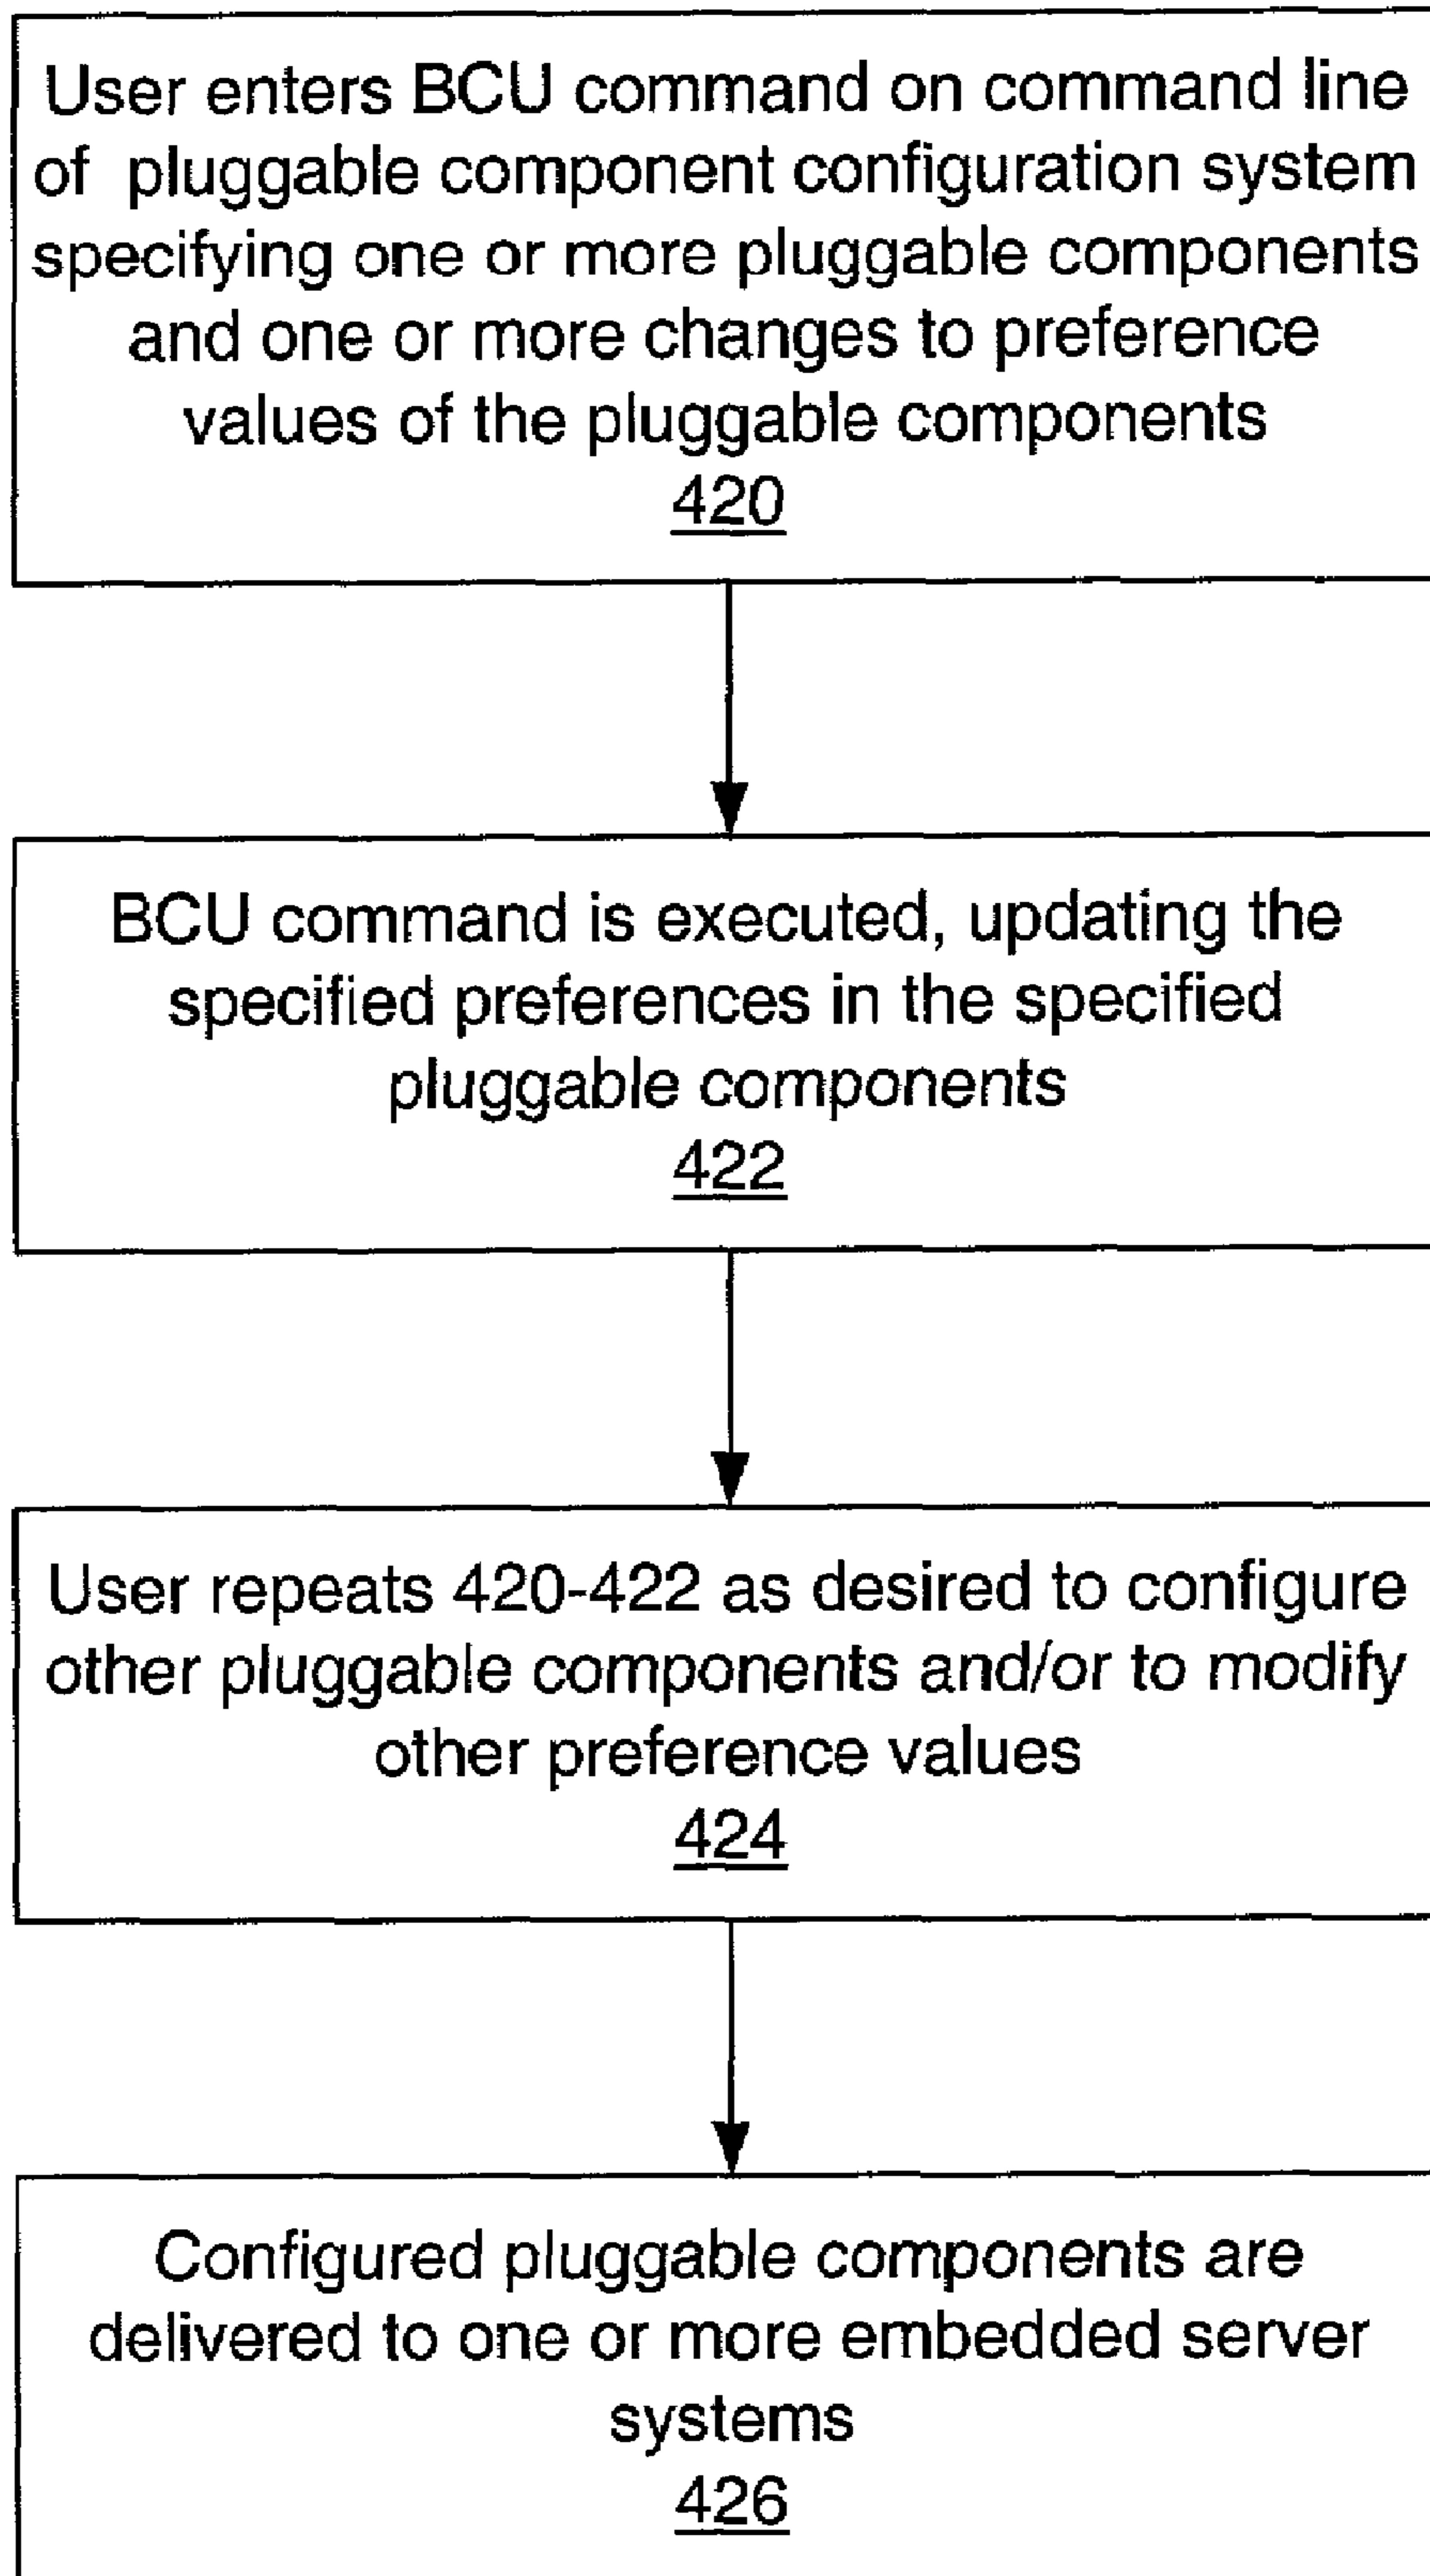 User enters BCU command on command line
of pluggable component configuration system
specifying one or more pluggable components
and one or more changes to preference
values of the pluggable components
420
BCU command is executed, updating the
specified preferences in the specified
pluggable components
422
User repeats 420-422 as desired to configure
other pluggable components and/or to modify
other preference values
424
Configured pluggable components are
delivered to one or more embedded server
systems
426